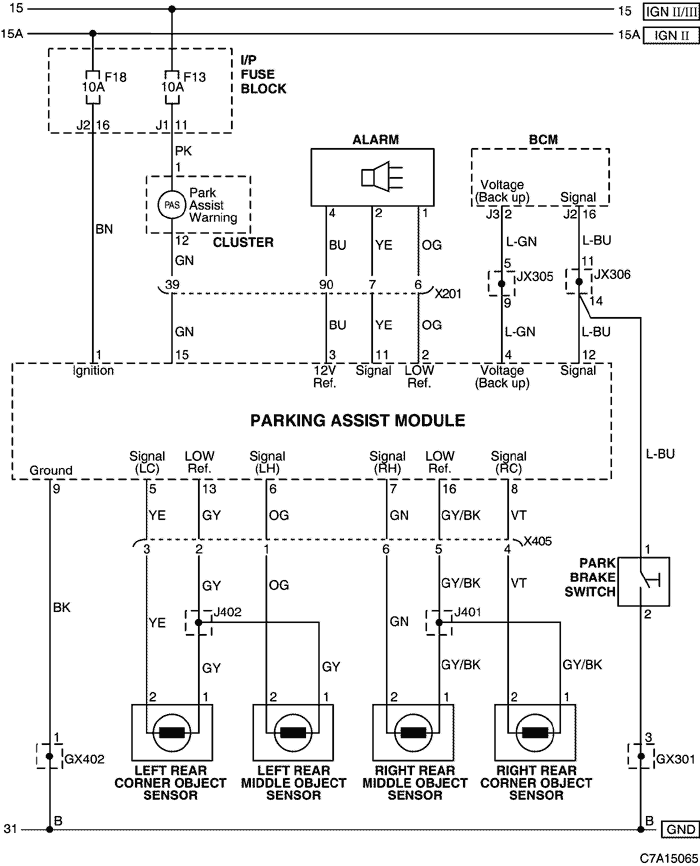 15
15 IGN II/III
15A
15A IGN II
I/P
FUSE
BLOCK
F18
10A
F13
10A
J2 16
J1 11
PK
1
Park
Assist
Warning
PAS
CLUSTER
12
GN
BN
ALARM
4 2 1
BU YE OG
BCM
Voltage
(Back up)
Signal
J3 2
J2 16
L-GN
L-BU
5
JX305
9
11
JX306
14
39 90 7 6
X201
GN BU YE OG L-GN L-BU
1 15 3 11 2 4 12
Ignition
12V
Ref.
Signal
LOW
Ref.
Voltage
(Back up)
Signal
PARKING ASSIST MODULE
Ground
Signal
(LC)
LOW
Ref.
Signal
(LH)
Signal
(RH)
LOW
Ref.
Signal
(RC)
9 5 13 6 7 16 8
YE GY OG GN GY/BK VT
L-BU
3 2 1 6 5 4
X405
GY OG GY/BK VT
1
PARK
BRAKE
SWITCH
2
BK
YE
J402
GN
J401
GY GY GY/BK GY/BK
2 1 2 1 2 1 2 1
LEFT REAR
CORNER OBJECT
SENSOR
LEFT REAR
MIDDLE OBJECT
SENSOR
RIGHT REAR
MIDDLE OBJECT
SENSOR
RIGHT REAR
CORNER OBJECT
SENSOR
1
GX402
3
GX301
31
B
B
GND
C7A15065